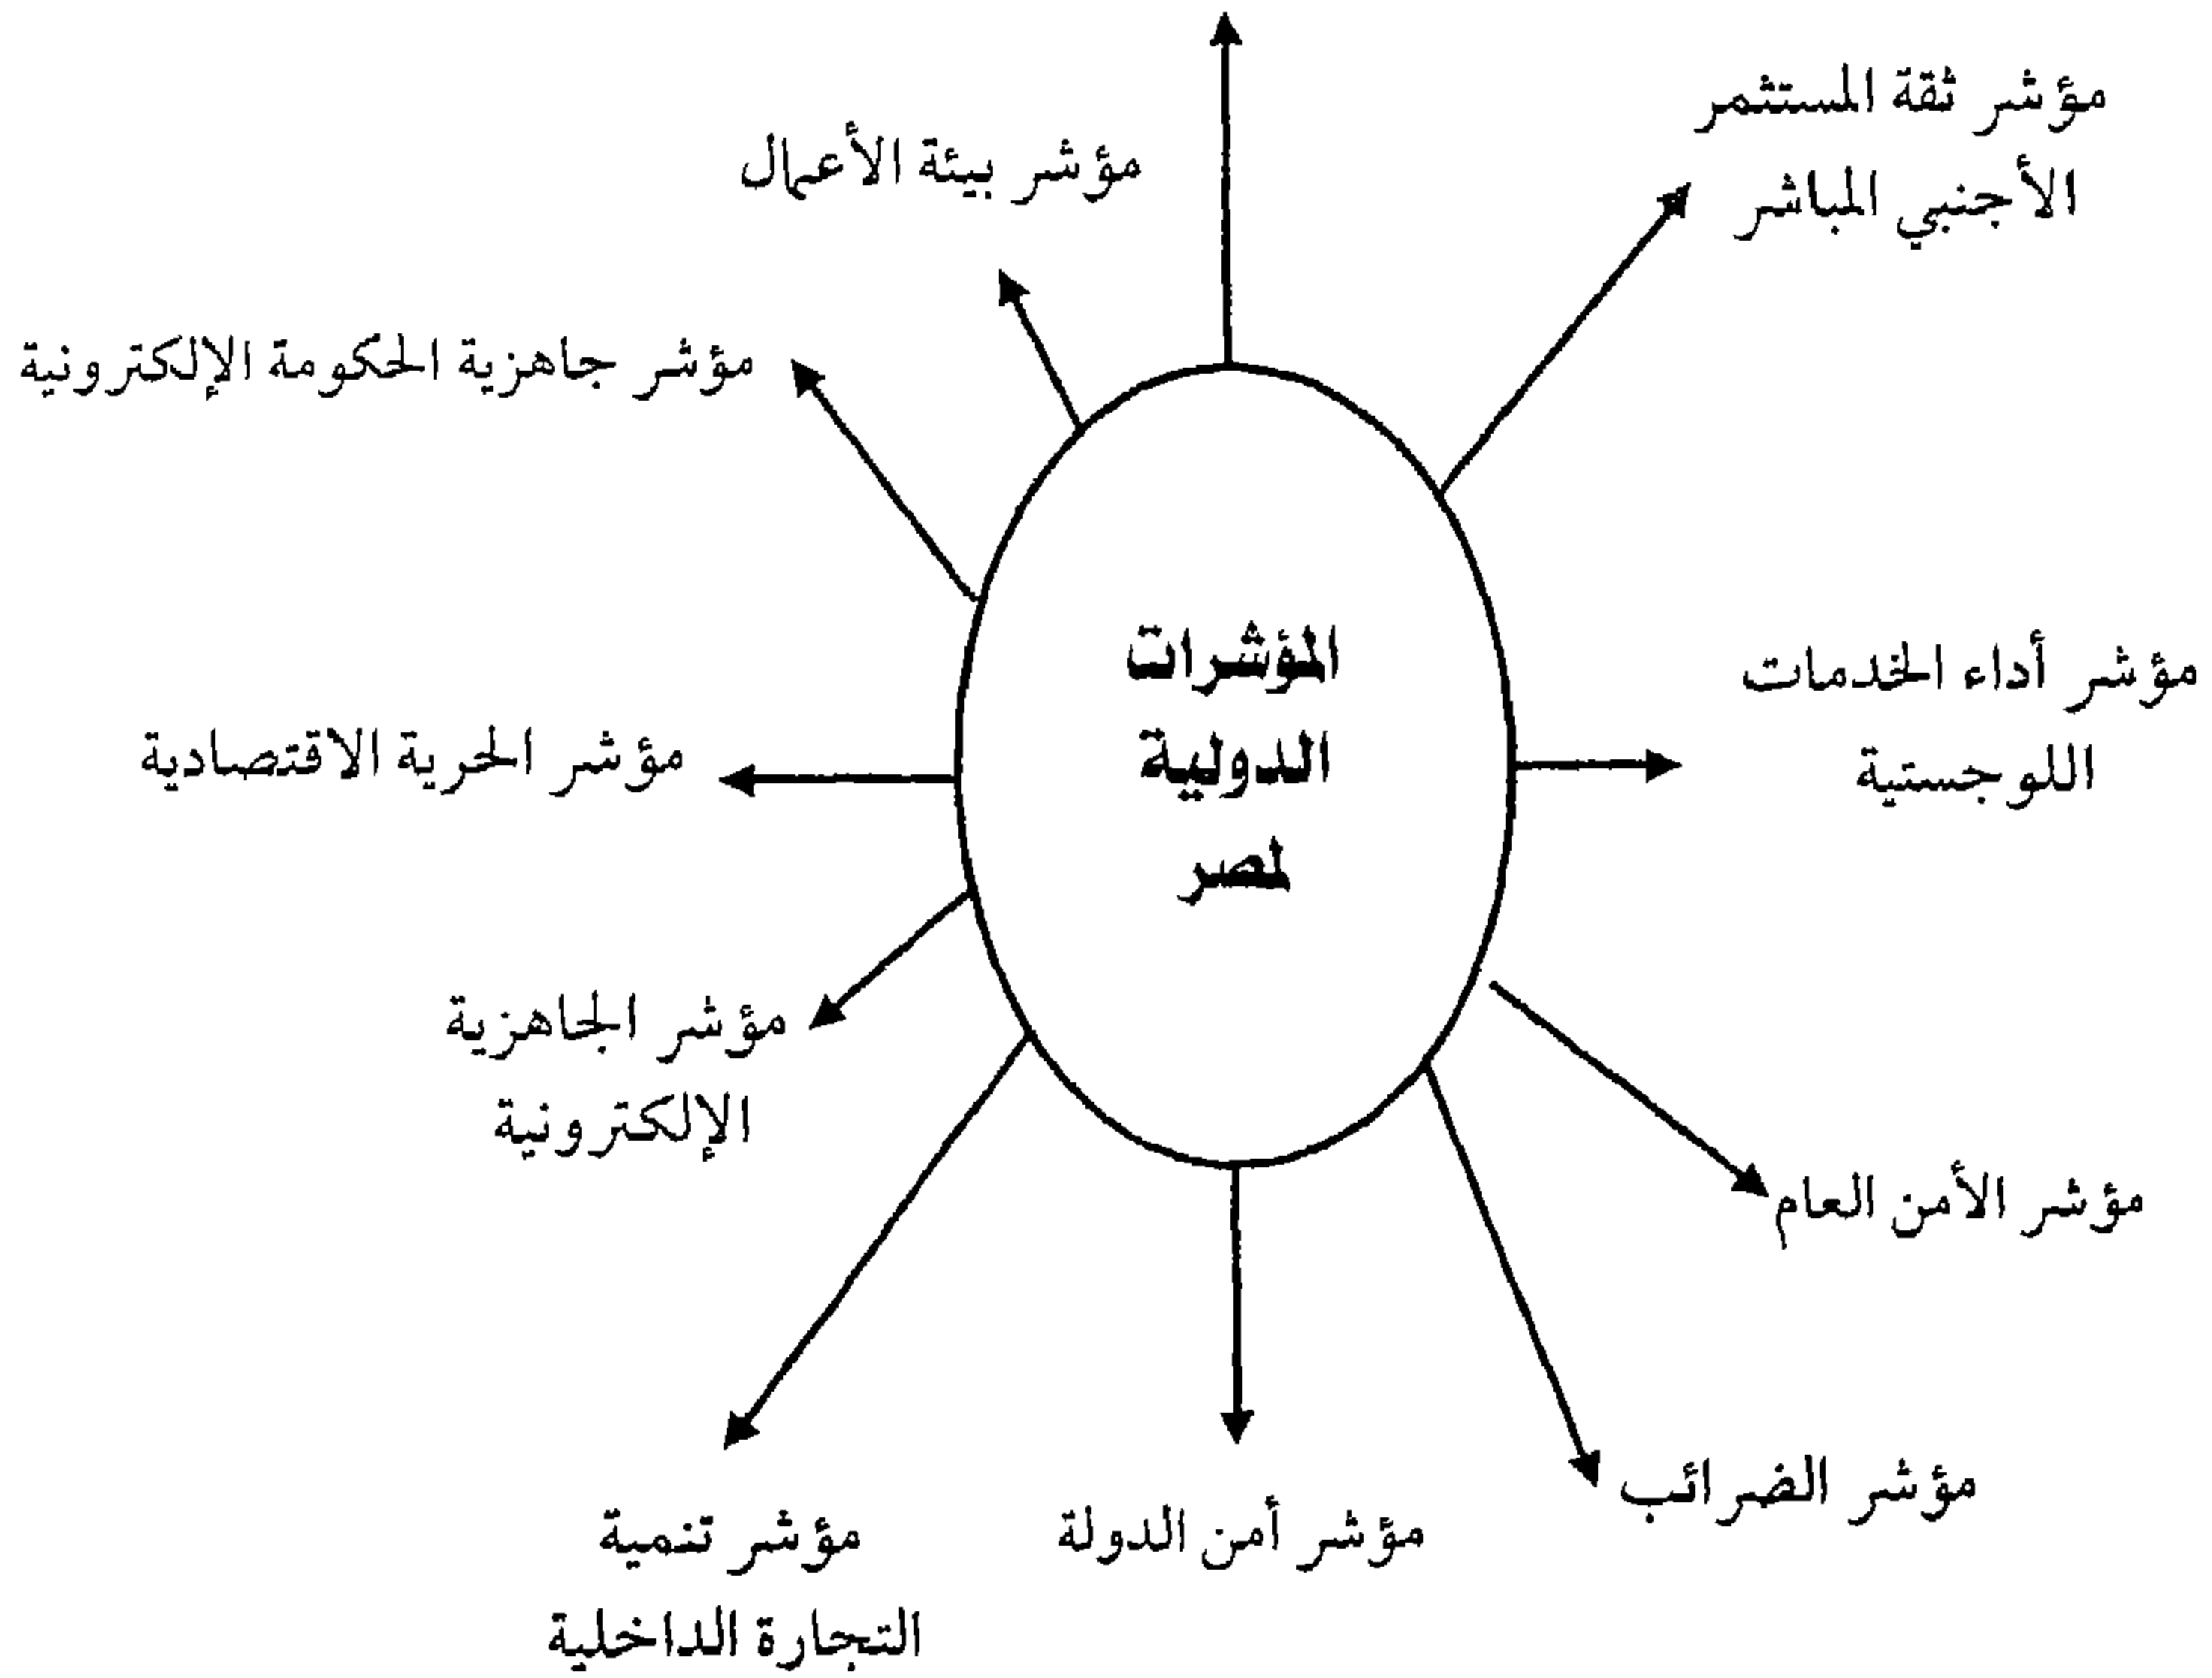 مؤشر ثقة المستثمر
الأجنبي المباشر
مؤشر بيئة الأعمال
مؤشر جاهزية الحكومة الإلكترونية
المؤشرات
الدولية
لمصر
مؤشر أداء الخدمات
اللوجستية
مؤشر الحرية الاقتصادية
مؤشر الجاهزية
الإلكترونية
مؤشر الأمن العام
مؤشر الضرائب
مؤشر أمن الدولة
مؤشر تنمية
التجارة الداخلية